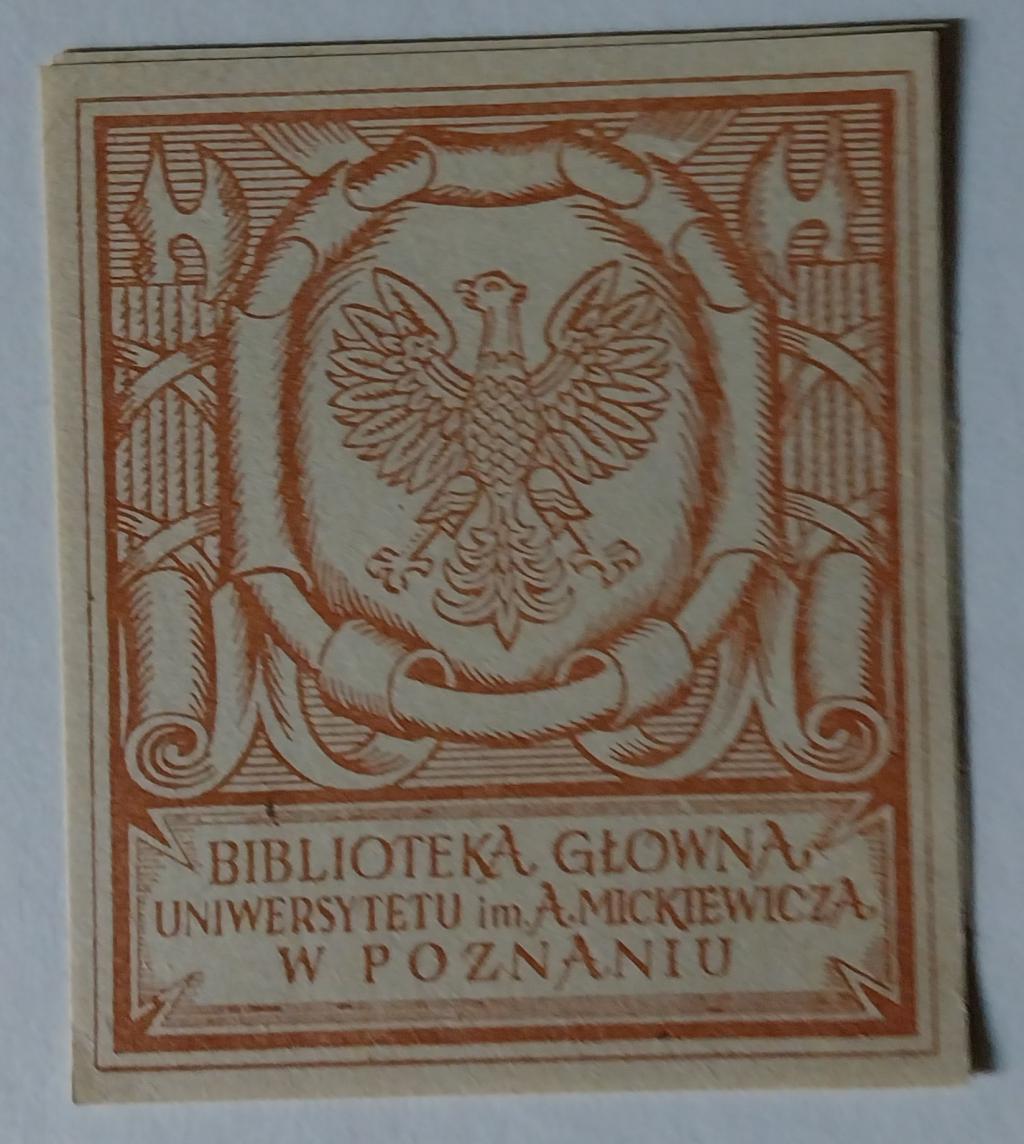 BIBLIOTEKA GŁOWNA
UNIWERSYTETU im. A. MICKIEWICZA
W POZNANIU